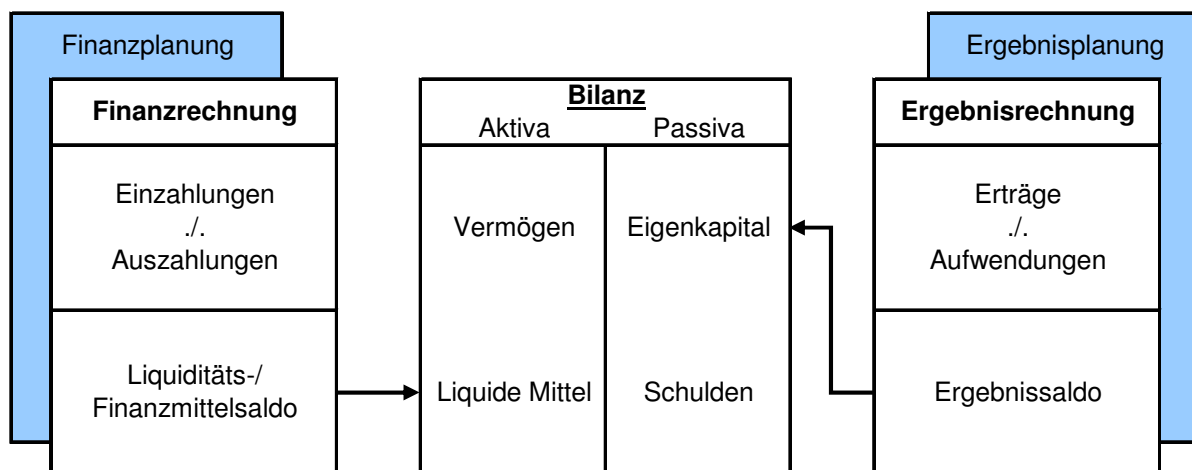 Finanzplanung
Finanzrechnung
Einzahlungen
./.
Auszahlungen
Liquiditäts-/
Finanzmittelsaldo
Bilanz
Aktiva Passiva
Vermögen Eigenkapital
Liquide Mittel Schulden
Ergebnisplanung
Ergebnisrechnung
Erträge
./.
Aufwendungen
Ergebnissaldo